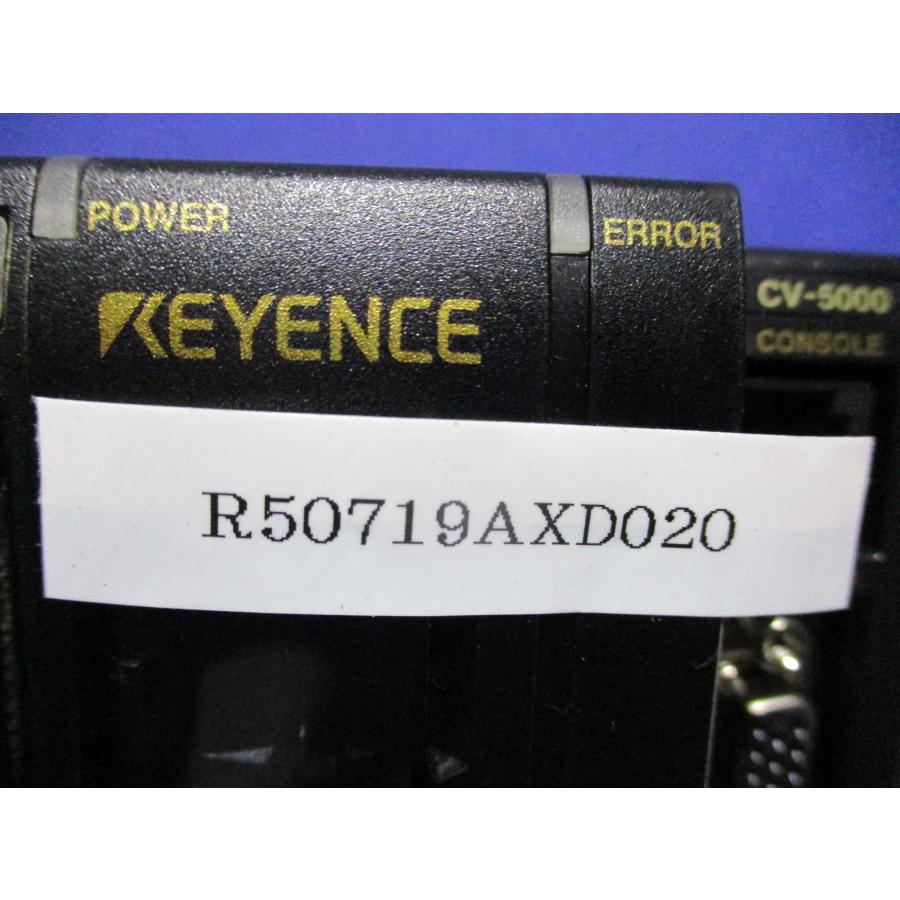 POWER
ERROR
KEYENCE
CV-5000
CONSOLE
R50719AXD020